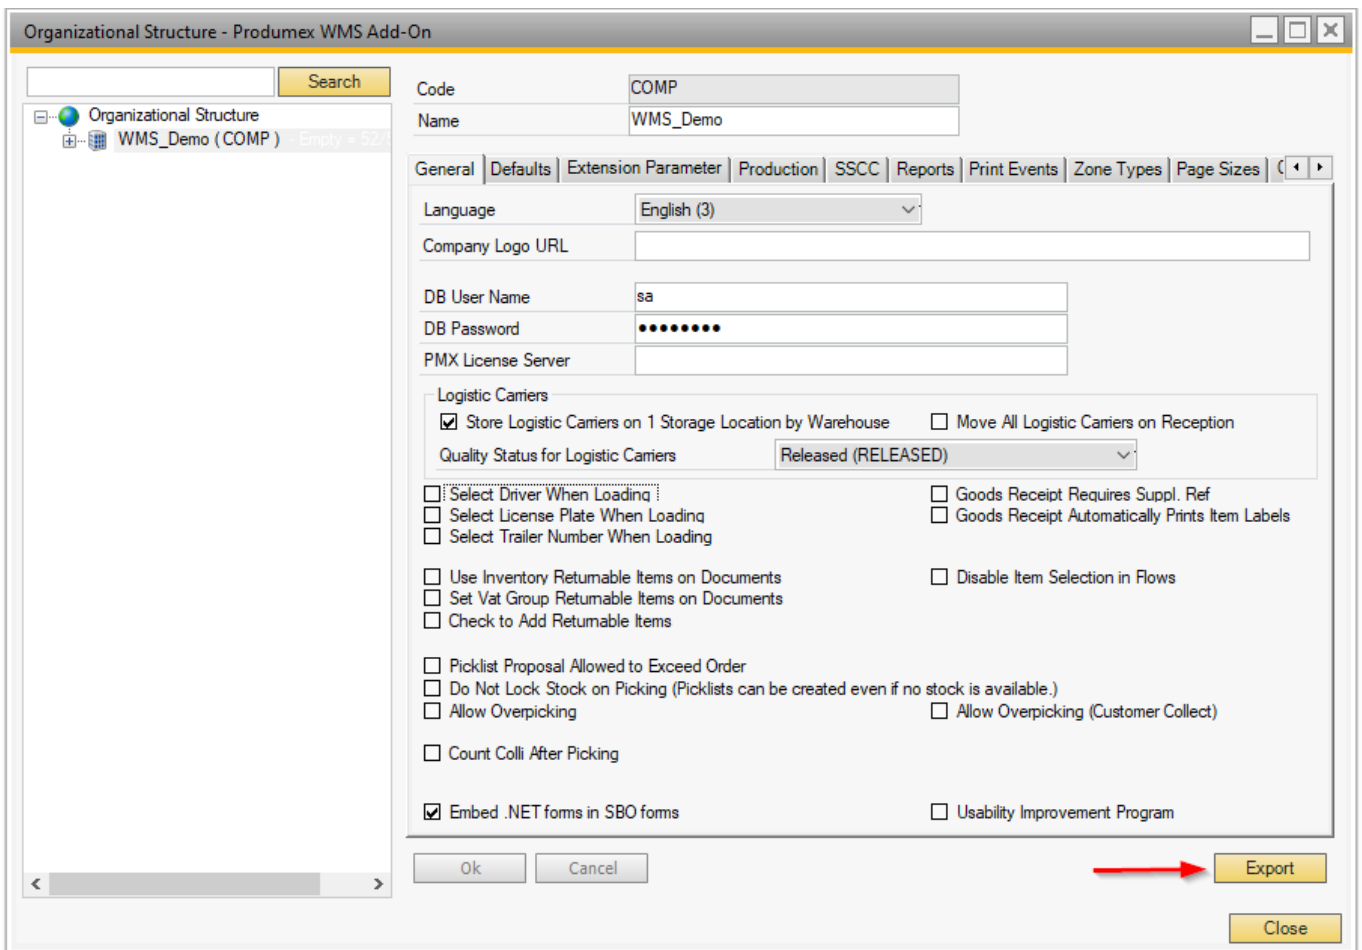 Organizational Structure - Produmex WMS Add-On
Search
Organizational Structure
WMS_Demo ( COMP ) - Empty = 52/
Code COMP
Name WMS_Demo
General Defaults Extension Parameter Production SSCC Reports Print Events Zone Types Page Sizes
Language English (3)
Company Logo URL
DB User Name sa
DB Password ●●●●●●●●
PMX License Server
Logistic Carriers
Store Logistic Carriers on 1 Storage Location by Warehouse Move All Logistic Carriers on Reception
Quality Status for Logistic Carriers Released (RELEASED)
Select Driver When Loading Goods Receipt Requires Suppl. Ref
Select License Plate When Loading Goods Receipt Automatically Prints Item Labels
Select Trailer Number When Loading
Use Inventory Returnable Items on Documents Disable Item Selection in Flows
Set Vat Group Returnable Items on Documents
Check to Add Returnable Items
Picklist Proposal Allowed to Exceed Order
Do Not Lock Stock on Picking (Picklists can be created even if no stock is available.)
Allow Overpicking Allow Overpicking (Customer Collect)
Count Colli After Picking
Embed .NET forms in SBO forms Usability Improvement Program
Ok Cancel Export
Close